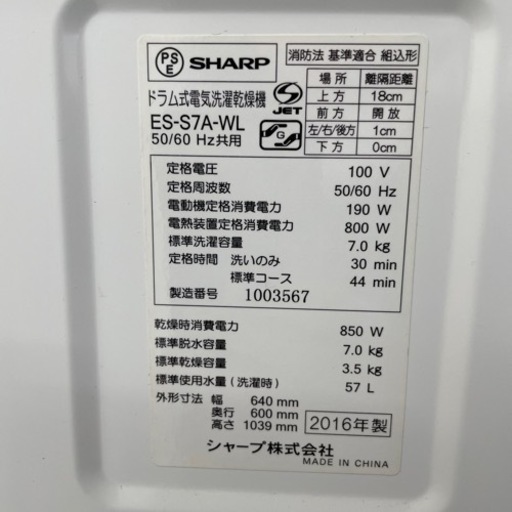 PS E SHARP
ドラム式電気洗濯乾燥機
ES-S7A-WL
50/60 Hz共用
S JET
G
消防法 基準適合 組込形
場所 離隔距離
上方 18cm
前方 開放
左/右/後方 1cm
下方 0cm
定格電圧 100 V
定格周波数 50/60 Hz
電動機定格消費電力 190 W
電熱装置定格消費電力 800 W
標準洗濯容量 7.0 kg
定格時間 洗いのみ 30 min
標準コース 44 min
製造番号 1003567
乾燥時消費電力 850 W
標準脱水容量 7.0 kg
標準乾燥容量 3.5 kg
標準使用水量(洗濯時) 57 L
外形寸法 幅 640 mm
奥行 600 mm
高さ 1039 mm
2016年製
シャープ株式会社
MADE IN CHINA